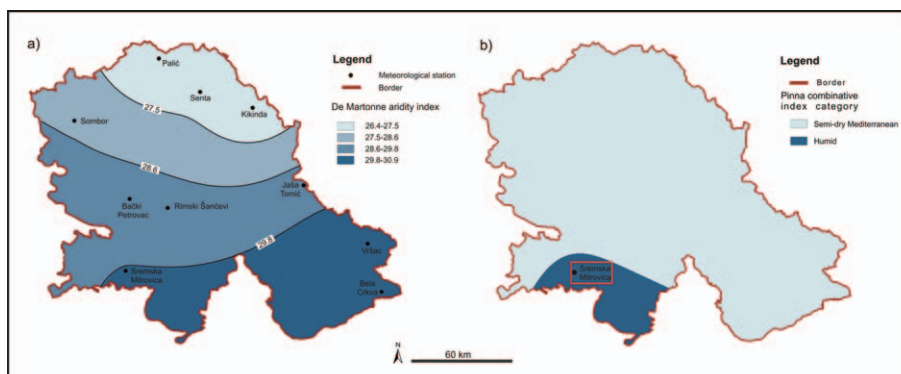 a)
Palić
Senta
Kikinda
27.5
Sombor
28.6
Jaša
Tomić
Bački
Petrovac
Rimski Šančevi
29.8
Vršac
Sremska
Mitrovica
Bela
Crkva
Legend
Meteorological station
Border
De Martonne aridity index
26.4-27.5
27.5-28.6
28.6-29.8
29.8-30.9
b)
Legend
Border
Pinna combinative
index category
Semi-dry Mediterranean
Humid
Sremska
Mitrovica
N
60 km